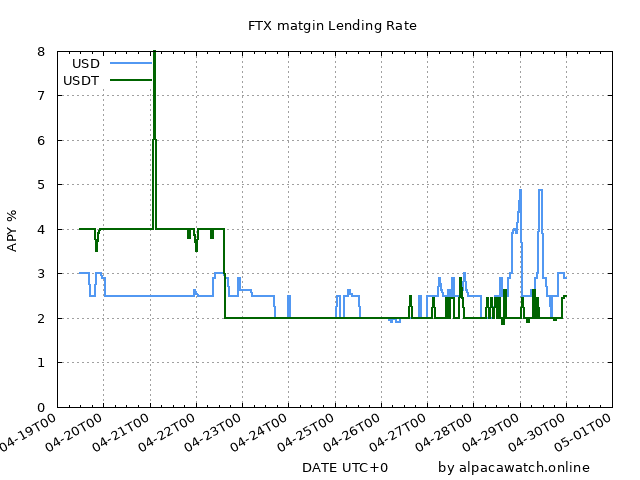 FTX matgin Lending Rate
USD
USDT
8
7
6
5
4
3
2
1
0
APY %
04-19T00
04-20T00
04-21T00
04-22T00
04-23T00
04-24T00
04-25T00
04-26T00
04-27T00
04-28T00
04-29T00
04-30T00
05-01T00
DATE UTC+0
by alpacawatch.online